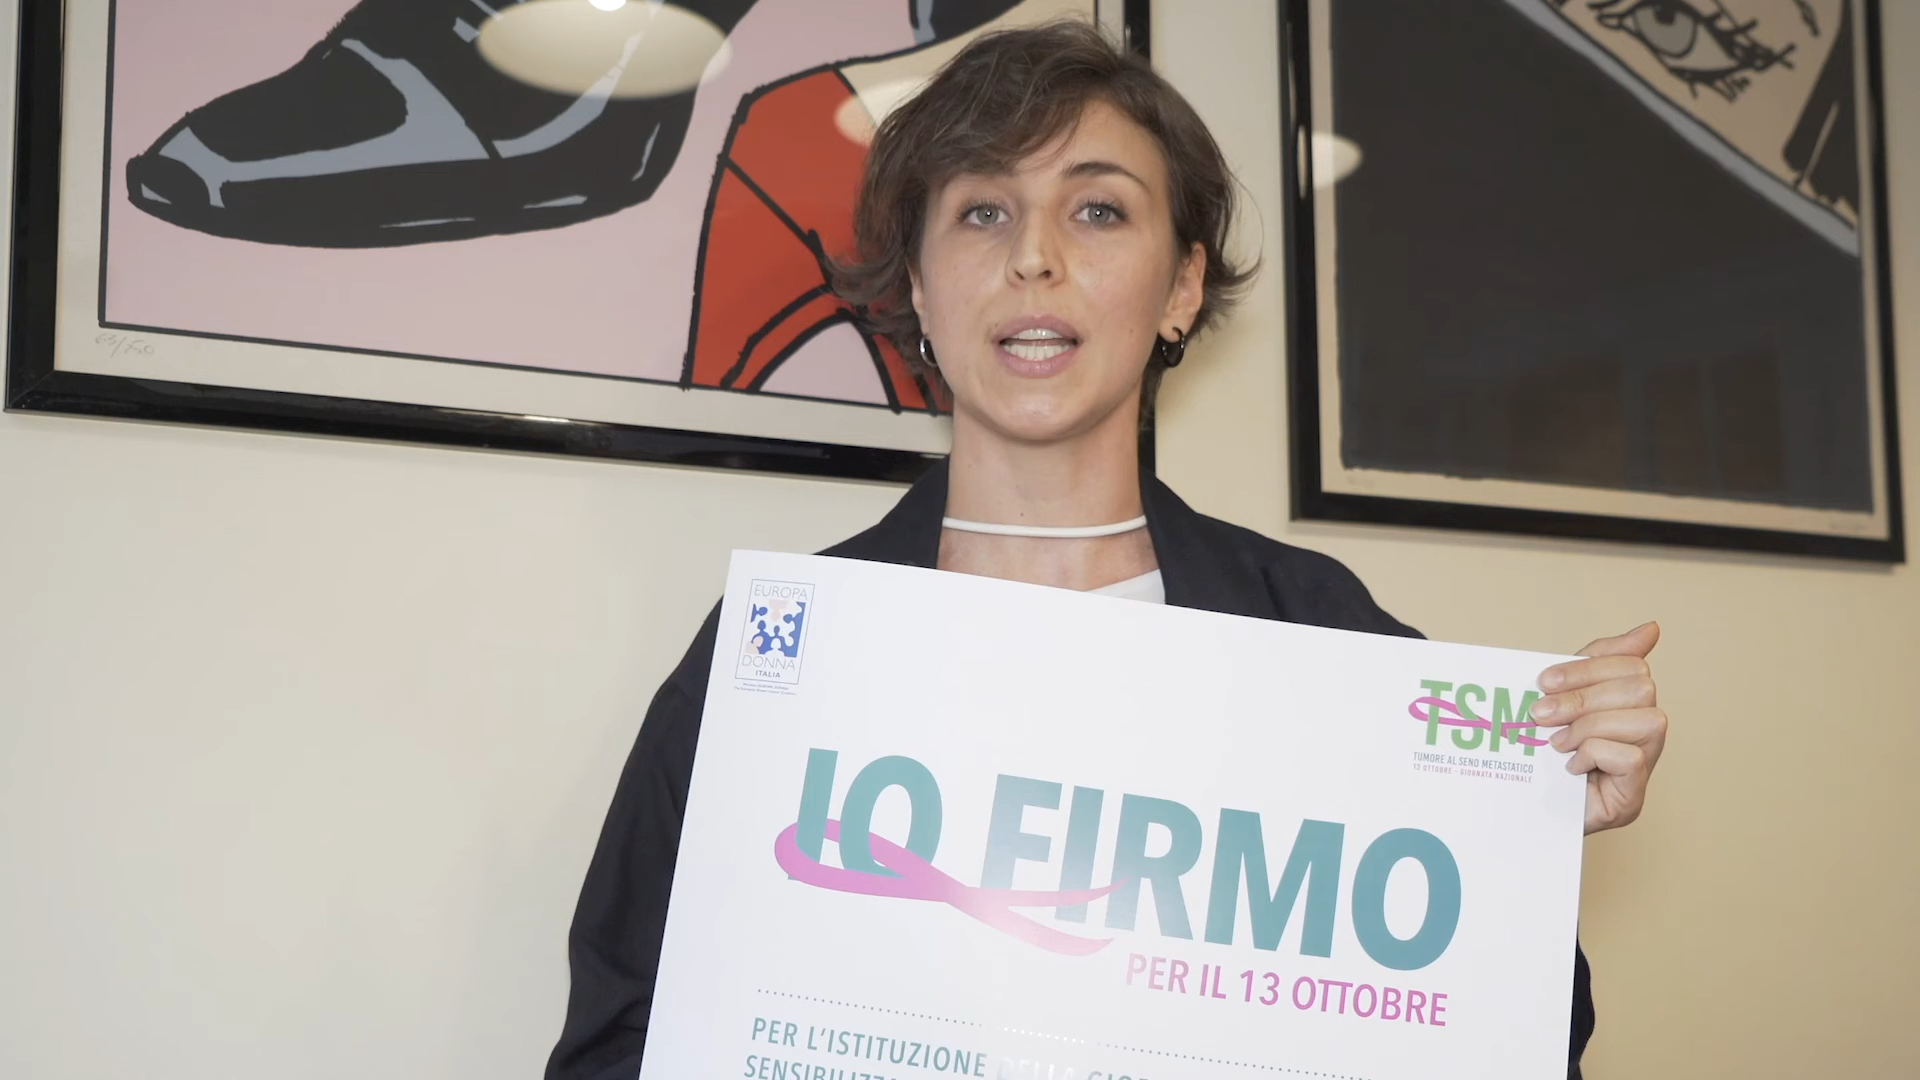 EUROPA
DONNA
ITALIA
TSM
TUMORE AL SENO METASTATICO
13 OTTOBRE - GIORNATA NAZIONALE
IO FIRMO
PER IL 13 OTTOBRE
PER L'ISTITUZIONE DELLA